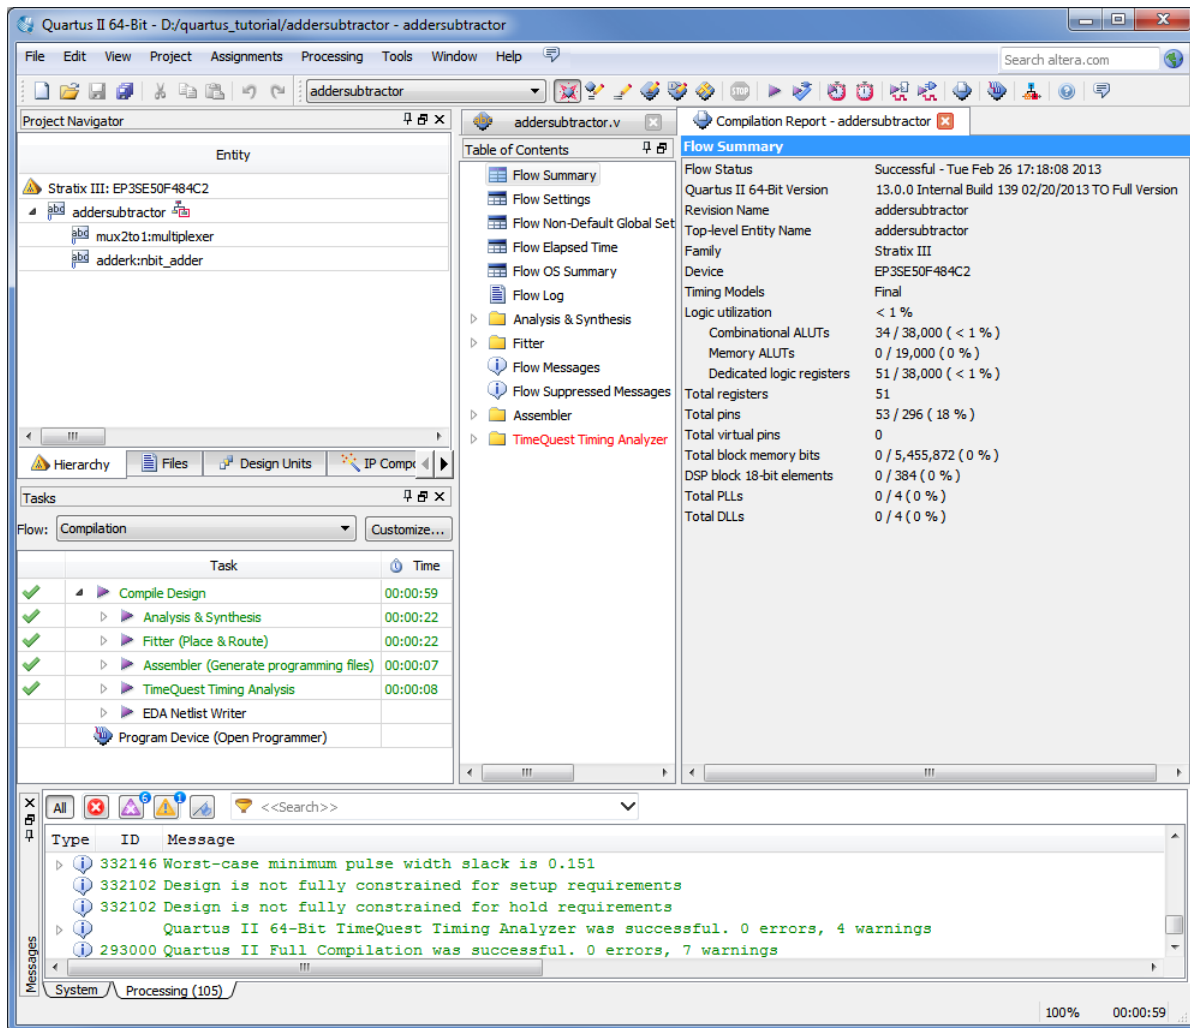 Quartus II 64-Bit - D:/quartus_tutorial/addersubtractor - addersubtractor
File Edit View Project Assignments Processing Tools Window Help
Search altera.com
addersubtractor
Project Navigator
Entity
Stratix III: EP3SE50F484C2
addersubtractor
mux2to1:multiplexer
adderk:nbit_adder
Hierarchy Files Design Units IP Compo
Tasks
Flow: Compilation Customize...
Task Time
Compile Design 00:00:59
Analysis & Synthesis 00:00:22
Fitter (Place & Route) 00:00:22
Assembler (Generate programming files) 00:00:07
TimeQuest Timing Analysis 00:00:08
EDA Netlist Writer
Program Device (Open Programmer)
addersubtractor.v
Compilation Report - addersubtractor
Table of Contents
Flow Summary
Flow Settings
Flow Non-Default Global Set
Flow Elapsed Time
Flow OS Summary
Flow Log
Analysis & Synthesis
Fitter
Flow Messages
Flow Suppressed Messages
Assembler
TimeQuest Timing Analyzer
Flow Summary
Flow Status Successful - Tue Feb 26 17:18:08 2013
Quartus II 64-Bit Version 13.0.0 Internal Build 139 02/20/2013 TO Full Version
Revision Name addersubtractor
Top-level Entity Name addersubtractor
Family Stratix III
Device EP3SE50F484C2
Timing Models Final
Logic utilization < 1 %
Combinational ALUTs 34 / 38,000 ( < 1 % )
Memory ALUTs 0 / 19,000 ( 0 % )
Dedicated logic registers 51 / 38,000 ( < 1 % )
Total registers 51
Total pins 53 / 296 ( 18 % )
Total virtual pins 0
Total block memory bits 0 / 5,455,872 ( 0 % )
DSP block 18-bit elements 0 / 384 ( 0 % )
Total PLLs 0 / 4 ( 0 % )
Total DLLs 0 / 4 ( 0 % )
All 6 1 <<Search>>
Type ID Message
332146 Worst-case minimum pulse width slack is 0.151
332102 Design is not fully constrained for setup requirements
332102 Design is not fully constrained for hold requirements
Quartus II 64-Bit TimeQuest Timing Analyzer was successful. 0 errors, 4 warnings
293000 Quartus II Full Compilation was successful. 0 errors, 7 warnings
Messages
System Processing (105)
100% 00:00:59